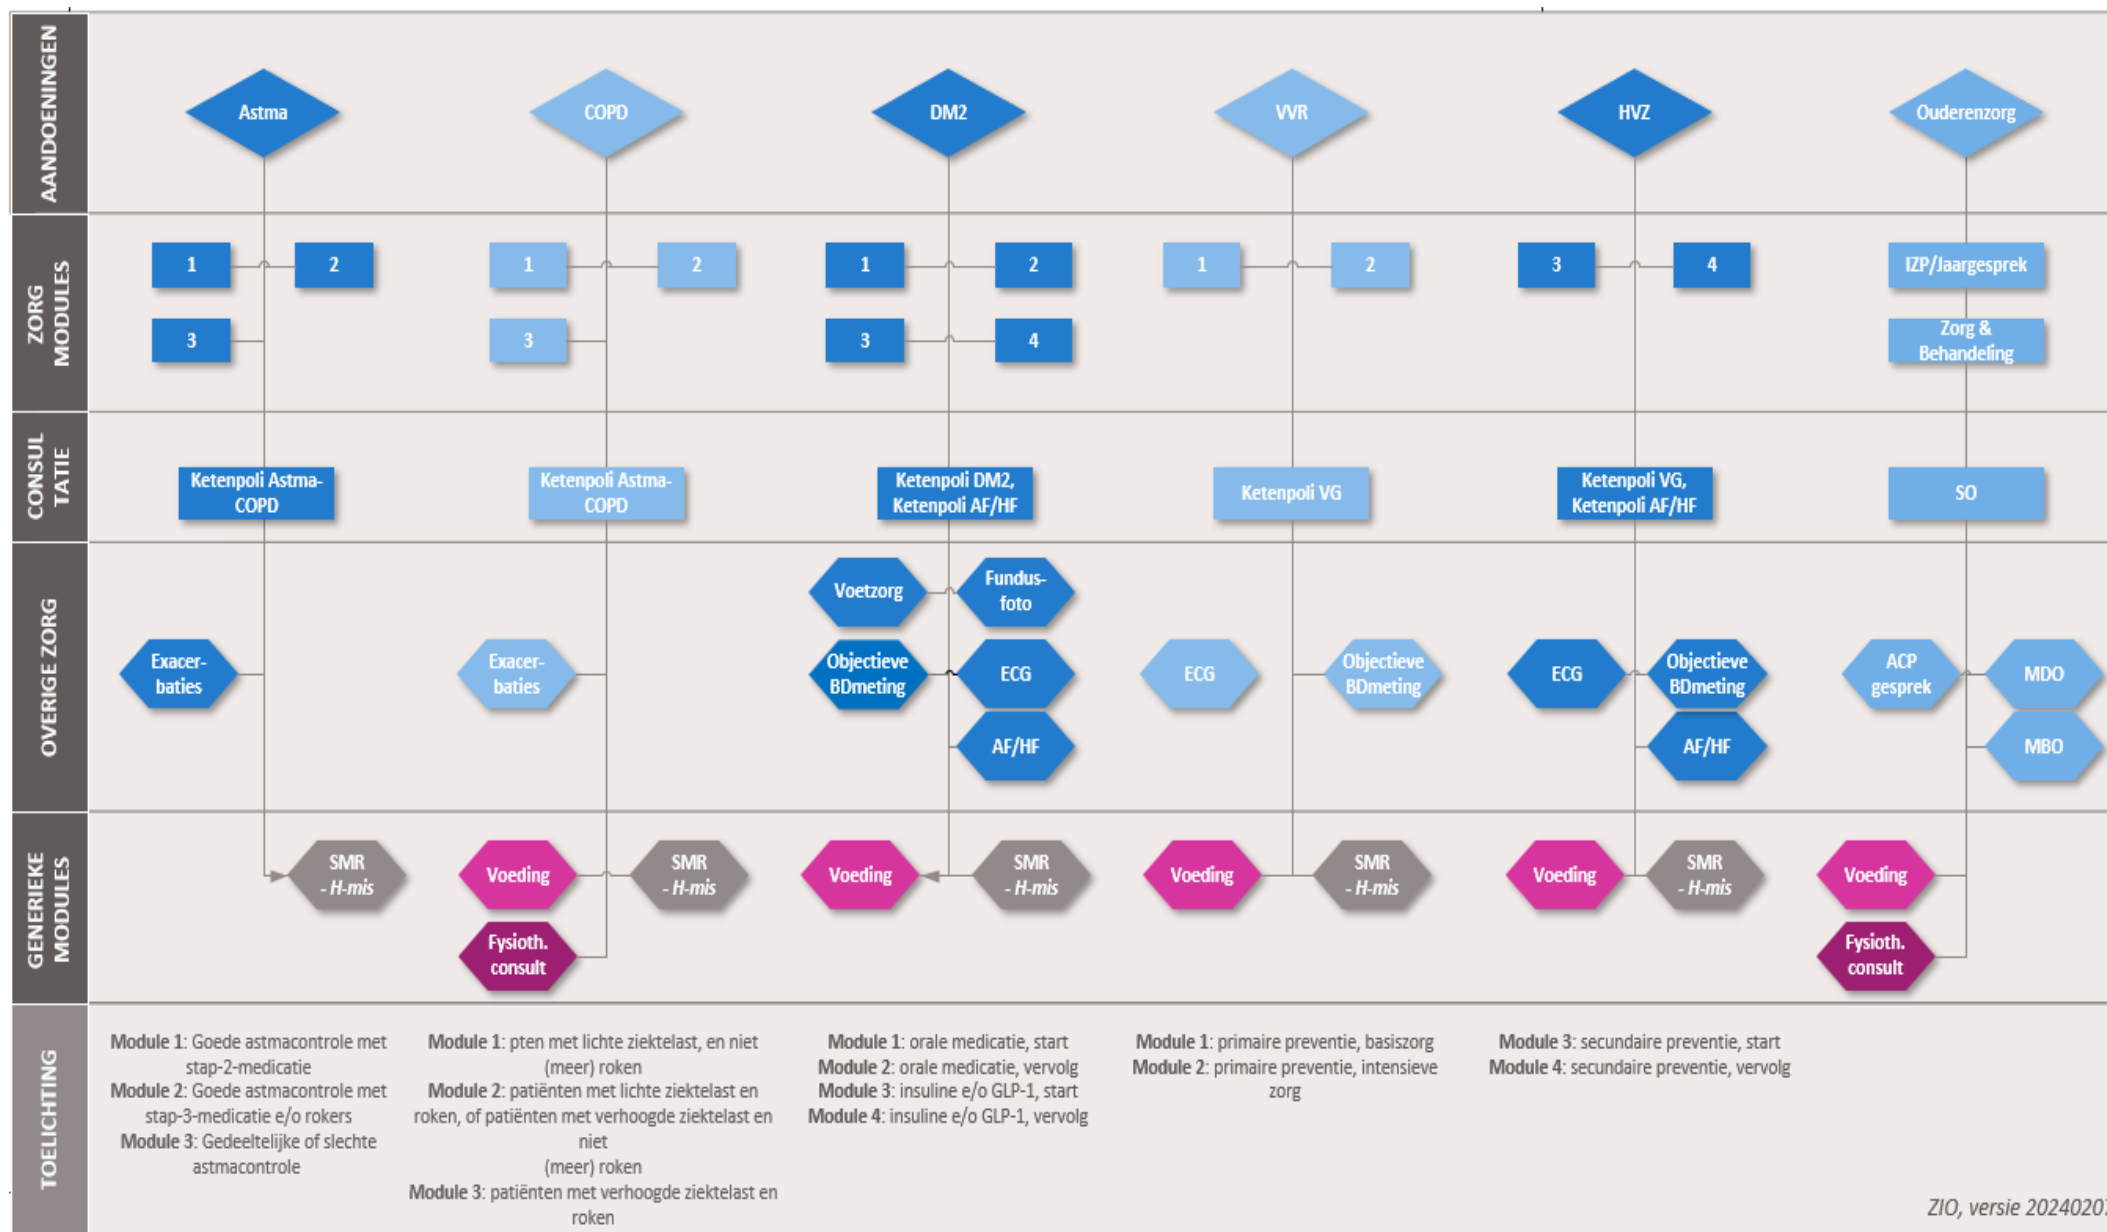 AANDOENINGEN
Astma
COPD
DM2
VVR
HVZ
Ouderenzorg
ZORG
MODULES
1
2
1
2
1
2
1
2
3
4
IZP/Jaargesprek
3
3
3
4
Zorg &
Behandeling
CONSUL
TATIE
Ketenpoli Astma-
COPD
Ketenpoli Astma-
COPD
Ketenpoli DM2,
Ketenpoli AF/HF
Ketenpoli VG
Ketenpoli VG,
Ketenpoli AF/HF
SO
OVERIGE ZORG
Voetzorg
Fundus-
foto
Exacer-
baties
Exacer-
baties
Objectieve
BDmeting
ECG
ECG
Objectieve
BDmeting
ECG
Objectieve
BDmeting
ACP
gesprek
MDO
AF/HF
AF/HF
MBO
GENERIEKE
MODULES
SMR
- H-mis
Voeding
SMR
- H-mis
Voeding
SMR
- H-mis
Voeding
SMR
- H-mis
Voeding
SMR
- H-mis
Voeding
Fysioth.
consult
Fysioth.
consult
TOELICHTING
Module 1: Goede astmacontrole met
stap-2-medicatie
Module 2: Goede astmacontrole met
stap-3-medicatie e/o rokers
Module 3: Gedeeltelijke of slechte
astmacontrole
Module 1: pten met lichte ziektelast, en niet
(meer) roken
Module 2: patiënten met lichte ziektelast en
roken, of patiënten met verhoogde ziektelast en
niet
(meer) roken
Module 3: patiënten met verhoogde ziektelast en
roken
Module 1: orale medicatie, start
Module 2: orale medicatie, vervolg
Module 3: insuline e/o GLP-1, start
Module 4: insuline e/o GLP-1, vervolg
Module 1: primaire preventie, basiszorg
Module 2: primaire preventie, intensieve
zorg
Module 3: secundaire preventie, start
Module 4: secundaire preventie, vervolg
ZIO, versie 20240207